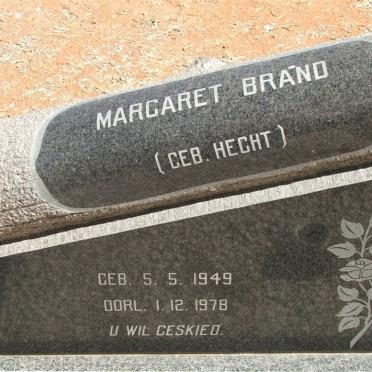 MARGARET BRAND
(GEB. HECHT)
GEB. 5. 5. 1949
OORL. 1. 12. 1978
U WIL GESKIED.